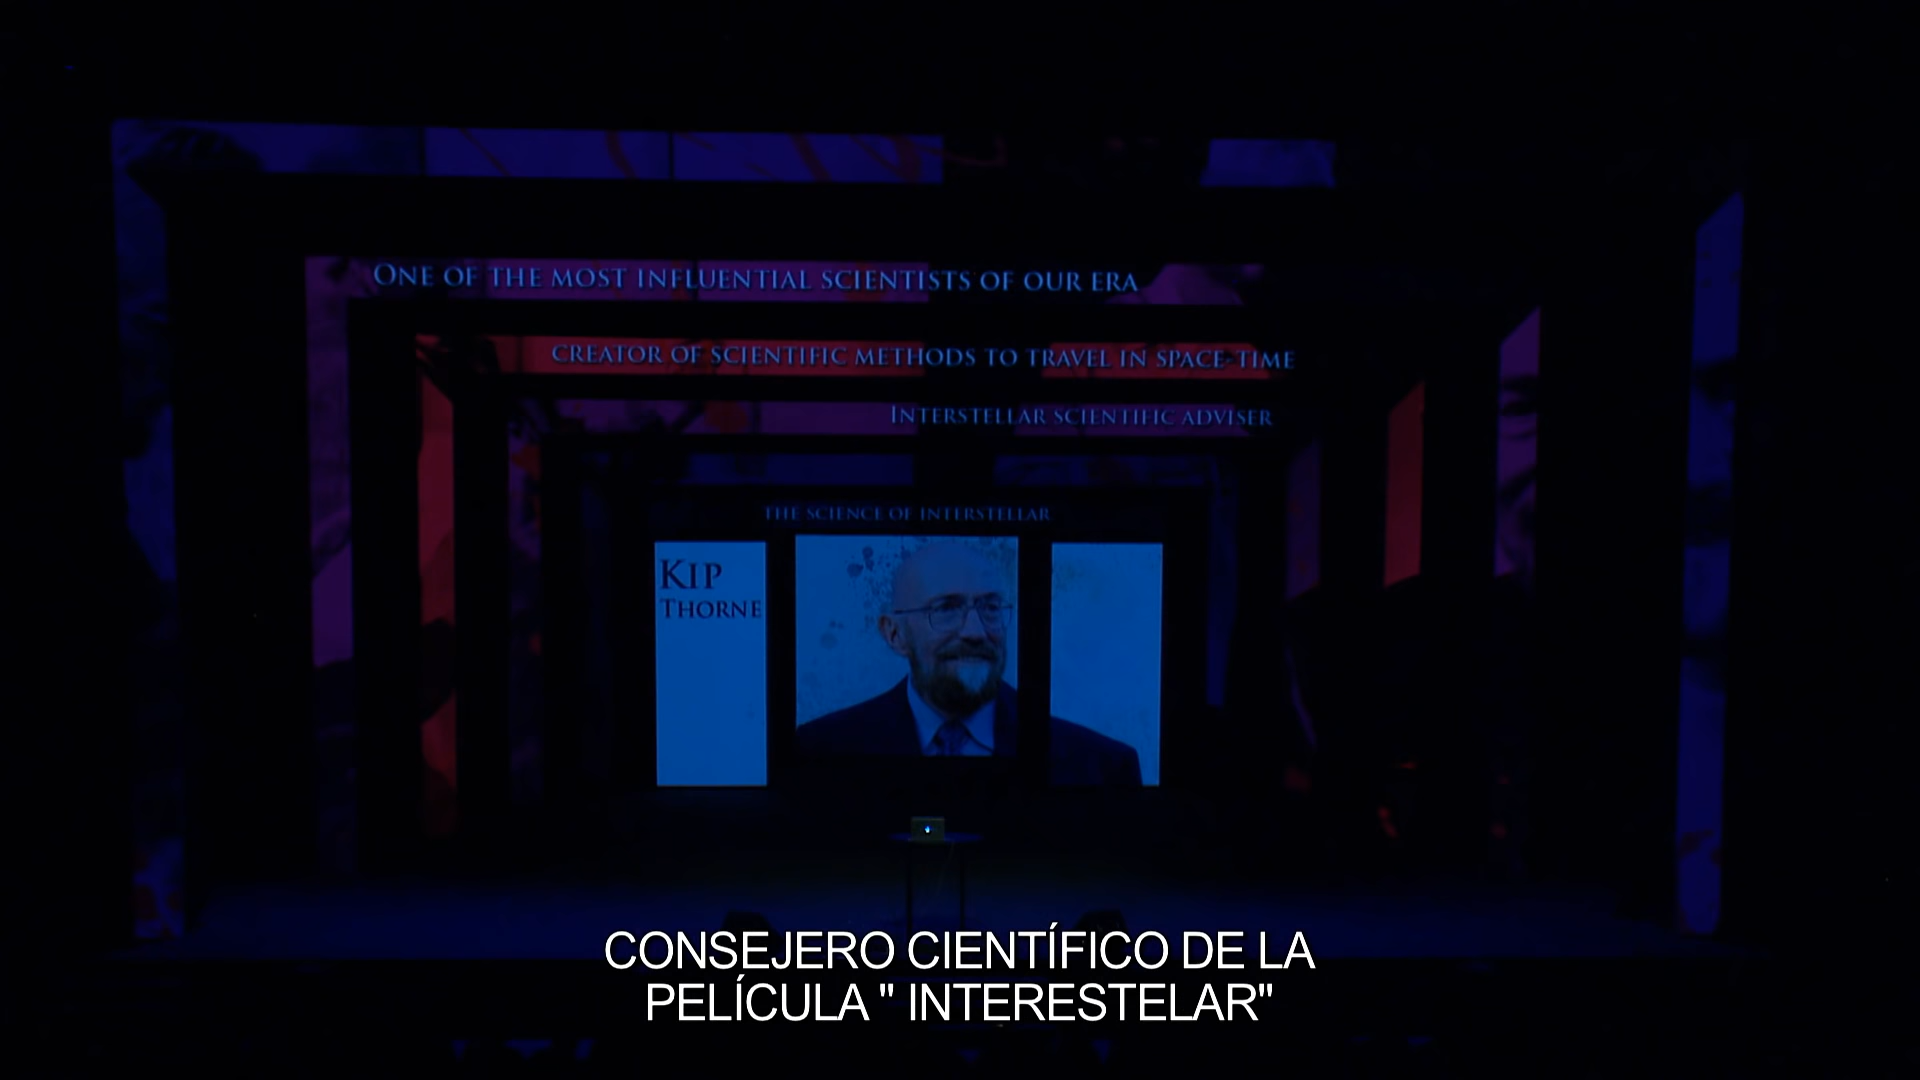 ONE OF THE MOST INFLUENTIAL SCIENTISTS OF OUR ERA
CREATOR OF SCIENTIFIC METHODS TO TRAVEL IN SPACE-TIME
INTERSTELLAR SCIENTIFIC ADVISER
THE SCIENCE OF INTERSTELLAR
KIP
THORNE
CONSEJERO CIENTÍFICO DE LA
PELÍCULA " INTERESTELAR"